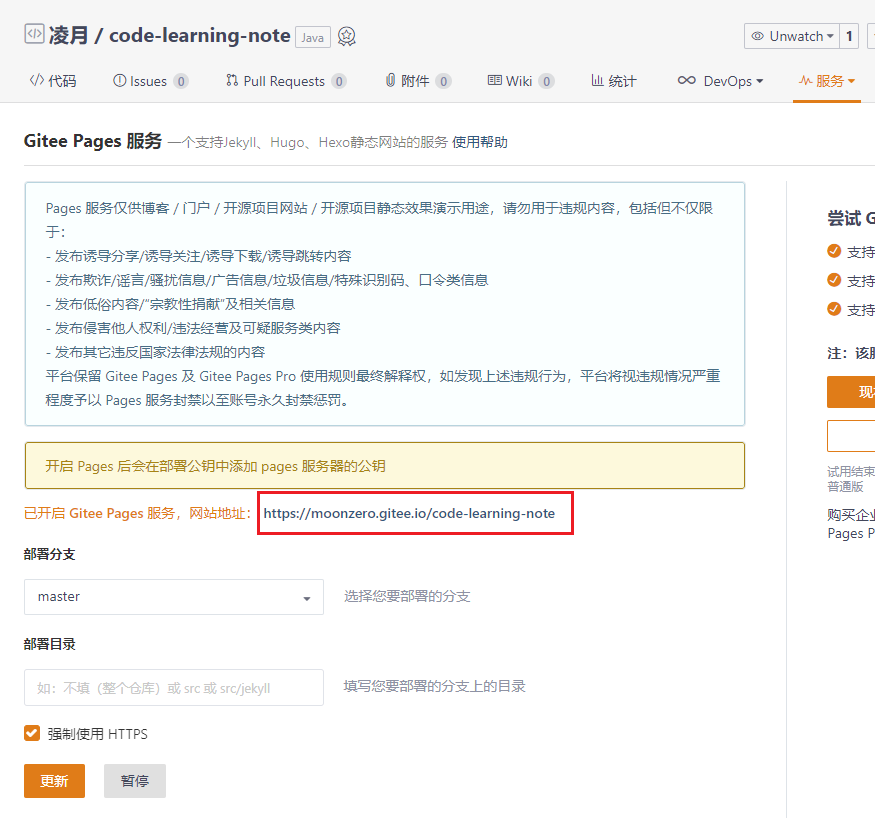 凌月 / code-learning-note Java
Unwatch 1
代码 Issues 0 Pull Requests 0 附件 0 Wiki 0 统计 DevOps 服务
Gitee Pages 服务 一个支持Jekyll、Hugo、Hexo静态网站的服务 使用帮助
Pages 服务仅供博客 / 门户 / 开源项目网站 / 开源项目静态效果演示用途，请勿用于违规内容，包括但不仅限
于：
- 发布诱导分享/诱导关注/诱导下载/诱导跳转内容
- 发布欺诈/谣言/骚扰信息/广告信息/垃圾信息/特殊识别码、口令类信息
- 发布低俗内容/“宗教性捐献”及相关信息
- 发布侵害他人权利/违法经营及可疑服务类内容
- 发布其它违反国家法律法规的内容
平台保留 Gitee Pages 及 Gitee Pages Pro 使用规则最终解释权，如发现上述违规行为，平台将视违规情况严重
程度予以 Pages 服务封禁以至账号永久封禁惩罚。
开启 Pages 后会在部署公钥中添加 pages 服务器的公钥
已开启 Gitee Pages 服务，网站地址： https://moonzero.gitee.io/code-learning-note
部署分支
master 选择您要部署的分支
部署目录
如：不填（整个仓库）或 src 或 src/jekyll 填写您要部署的分支上的目录
强制使用 HTTPS
更新 暂停
尝试 G
支持
支持
支持
注：该服
现
试用结束
普通版
购买企业
Pages P